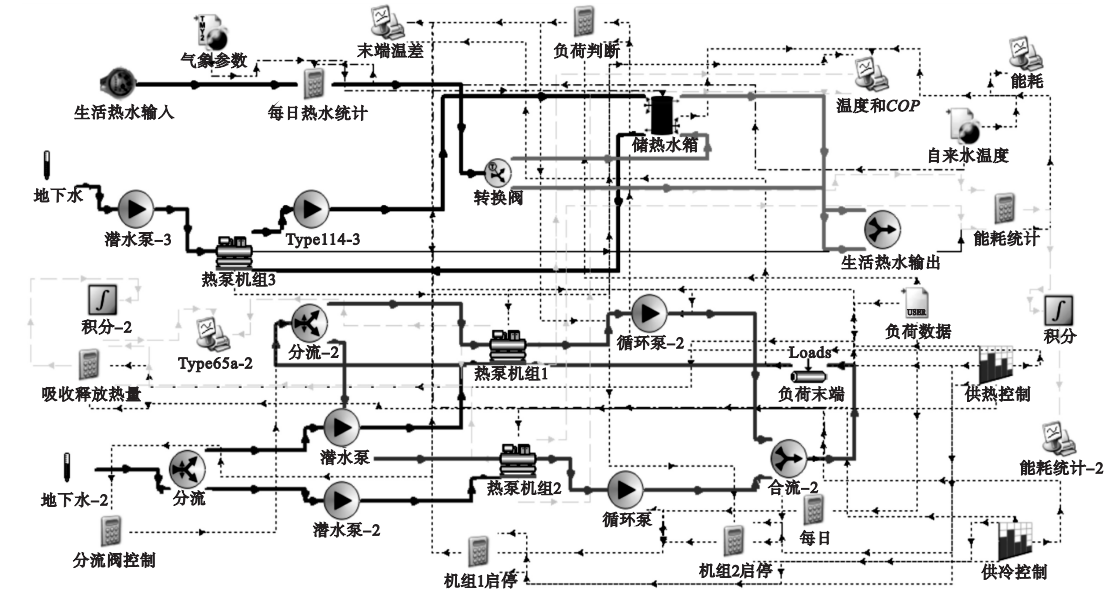 气象参数
末端温差
负荷判断
温度和COP
能耗
生活热水输入
每日热水统计
储热水箱
自来水温度
地下水
转换阀
潜水泵-3
Type114-3
能耗统计
热泵机组3
生活热水输出
积分-2
分流-2
循环泵-2
USER
负荷数据
积分
Type65a-2
热泵机组1
Loads
吸收释放热量
负荷末端
供热控制
潜水泵
地下水-2
分流
热泵机组2
合流-2
能耗统计-2
潜水泵-2
循环泵
分流阀控制
每日
机组1启停
机组2启停
供冷控制